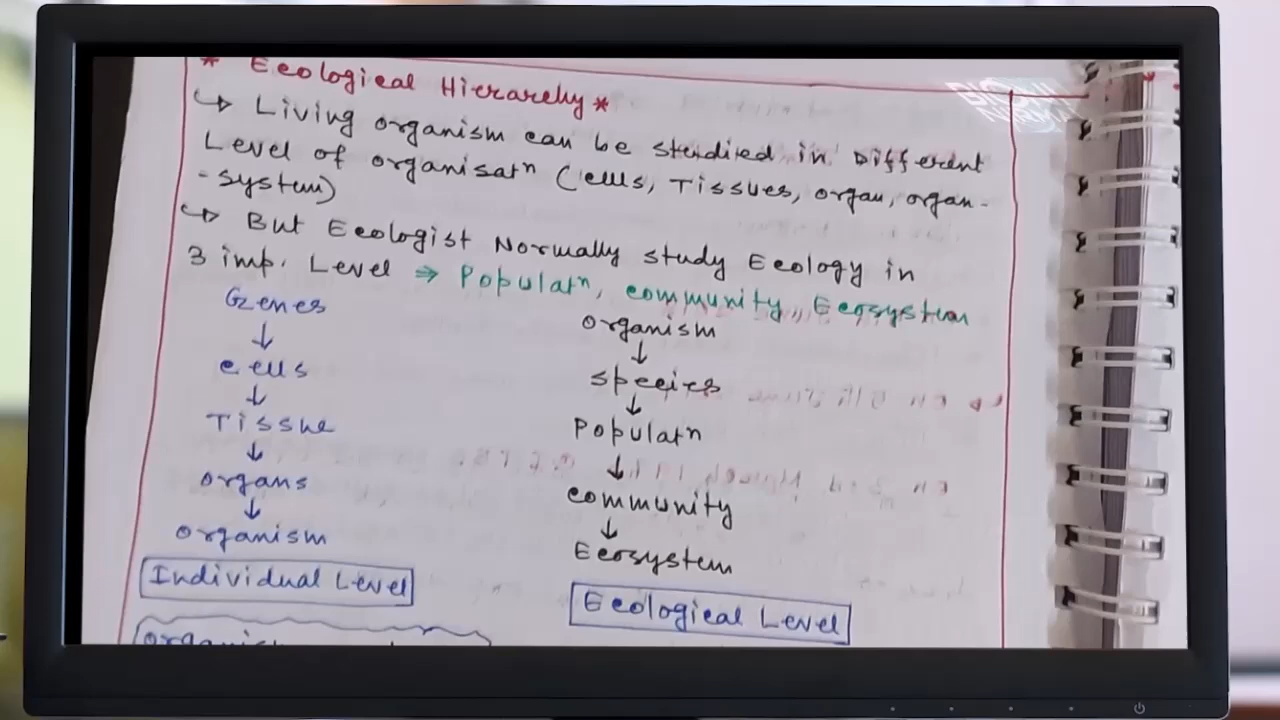 * Ecological Hierarchy *
↳ Living organism can be studied in Different
Level of organisatn (cells, Tissues, organ, organ-
-system)
↳ But Ecologist Normally study Ecology in
3 imp. Level ⇒ Populatn, community, Ecosystem
Genes
↓
cells
↓
Tissue
↓
organs
↓
organism
Individual Level
organism
↓
species
↓
Populatn
↓
community
↓
Ecosystem
Ecological Level